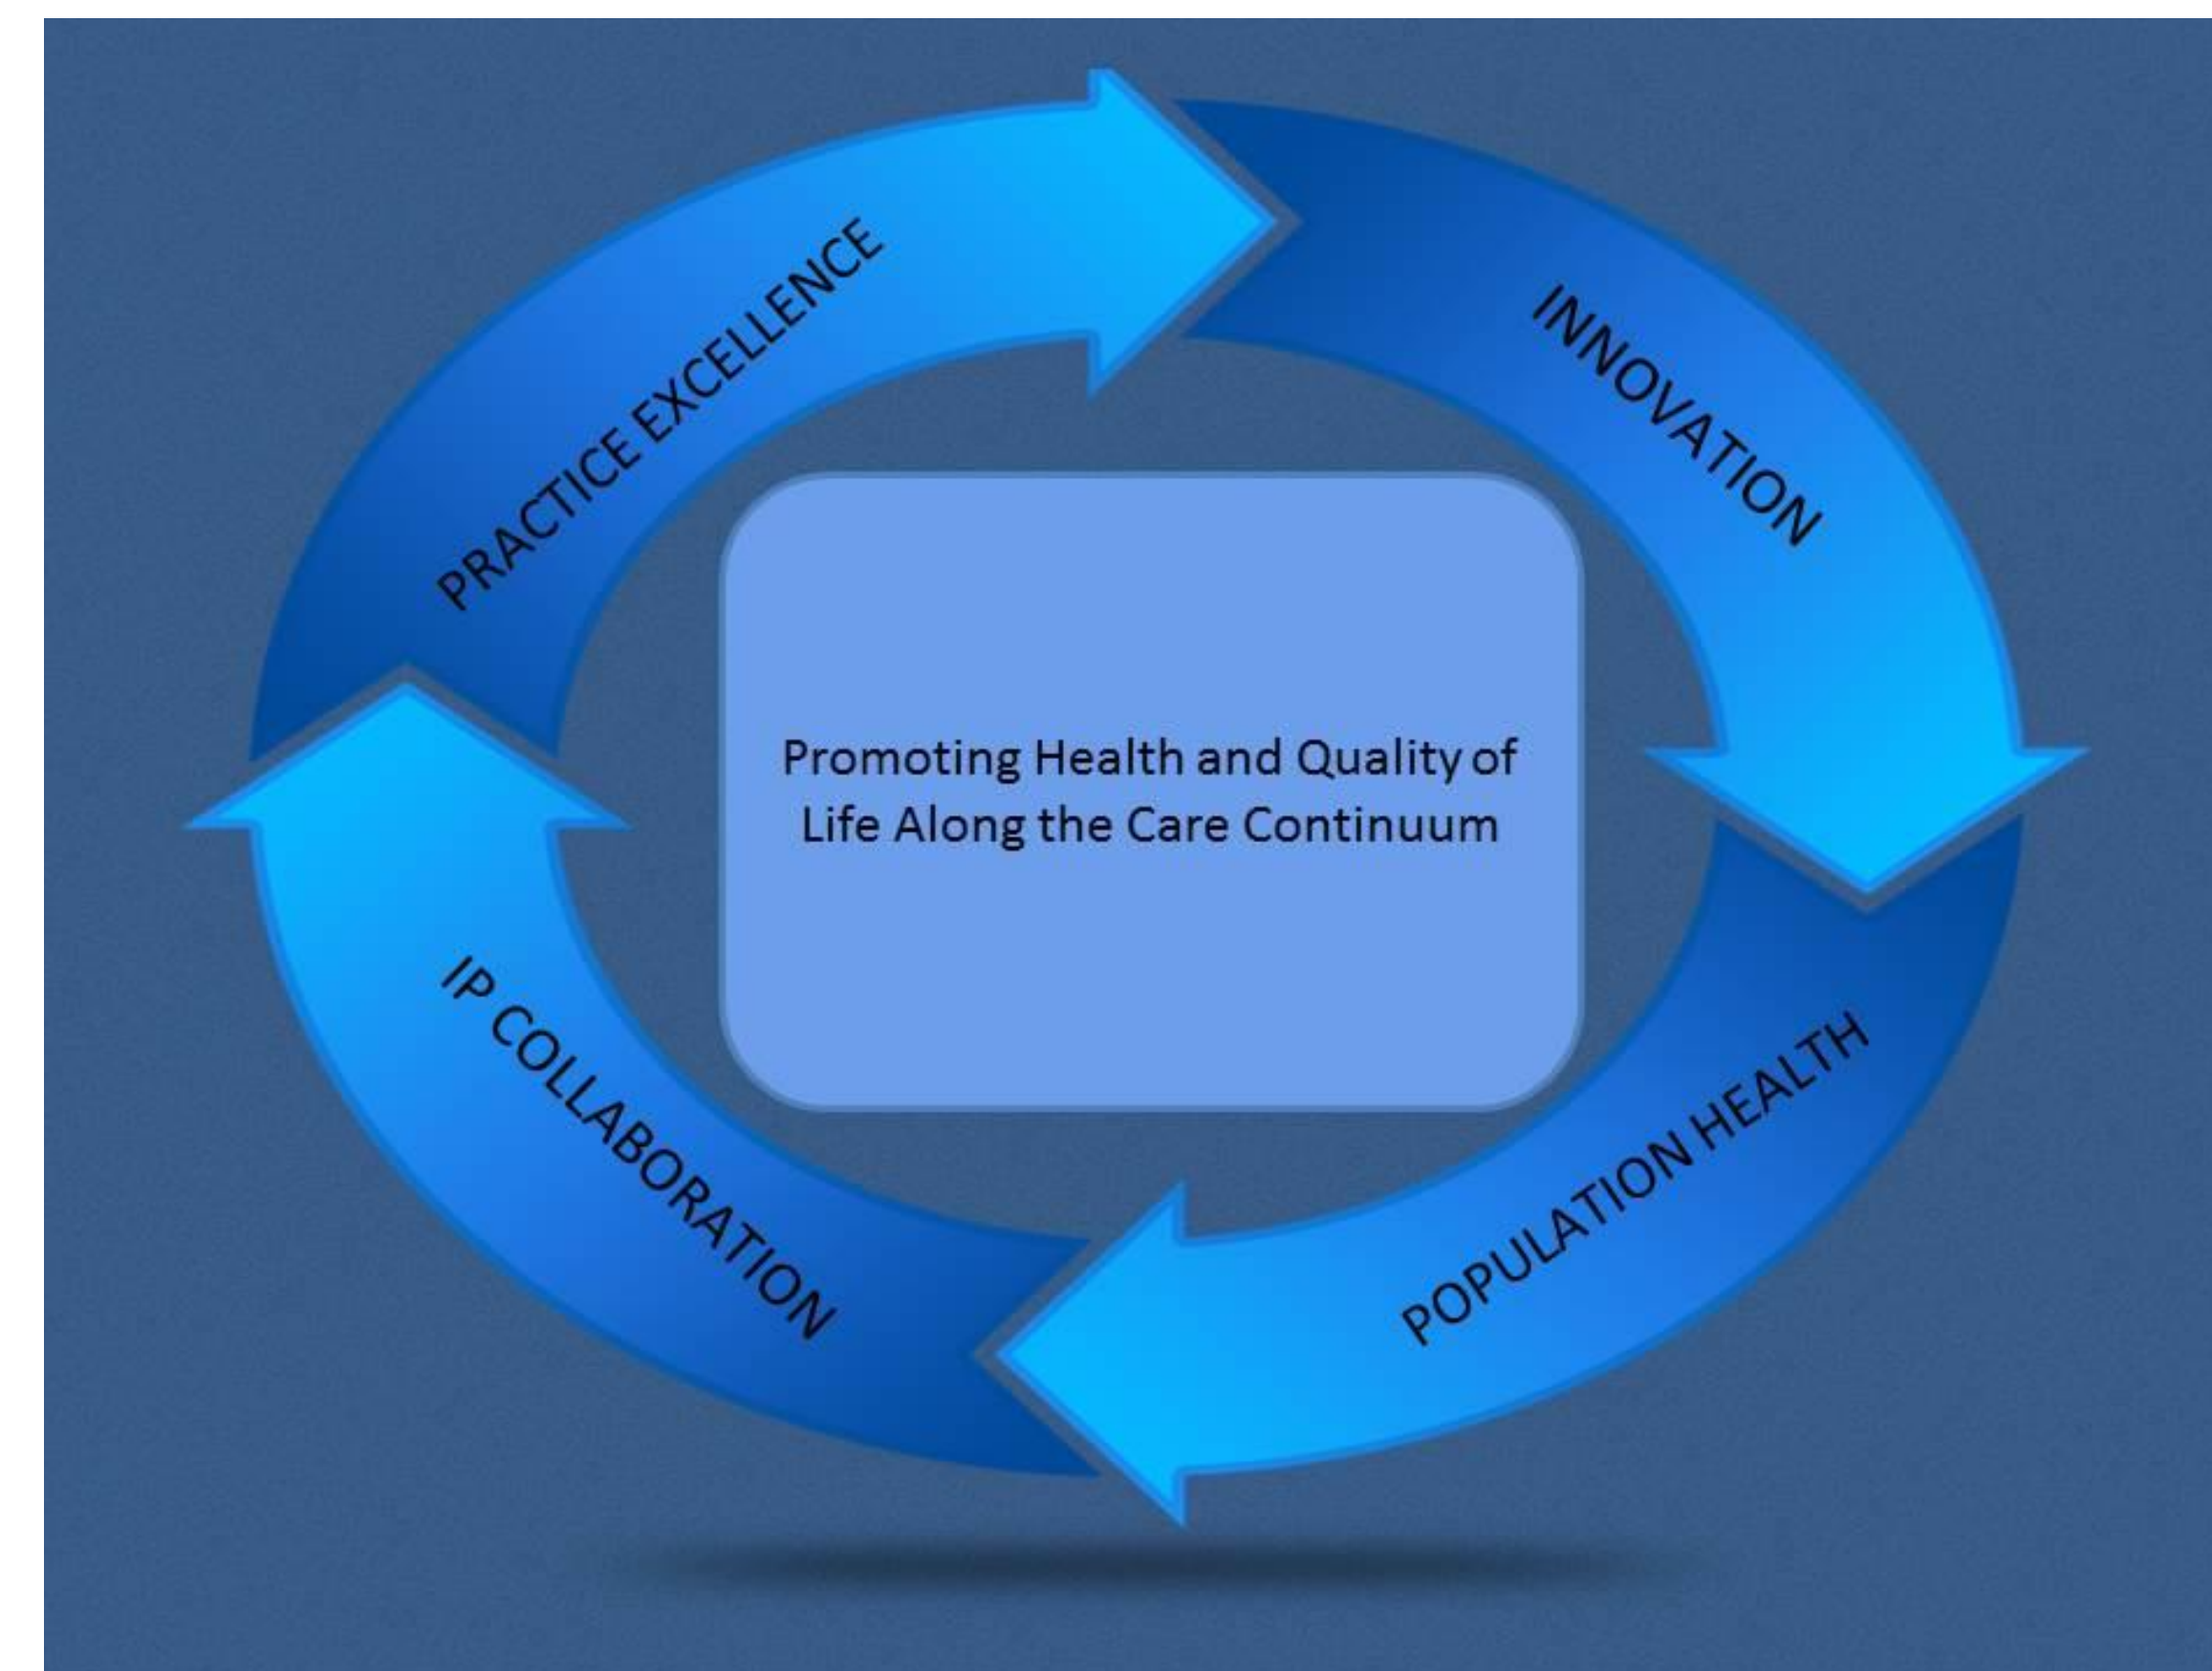 PRACTICE EXCELLENCE
INNOVATION
Promoting Health and Quality of
Life Along the Care Continuum
IP COLLABORATION
POPULATION HEALTH